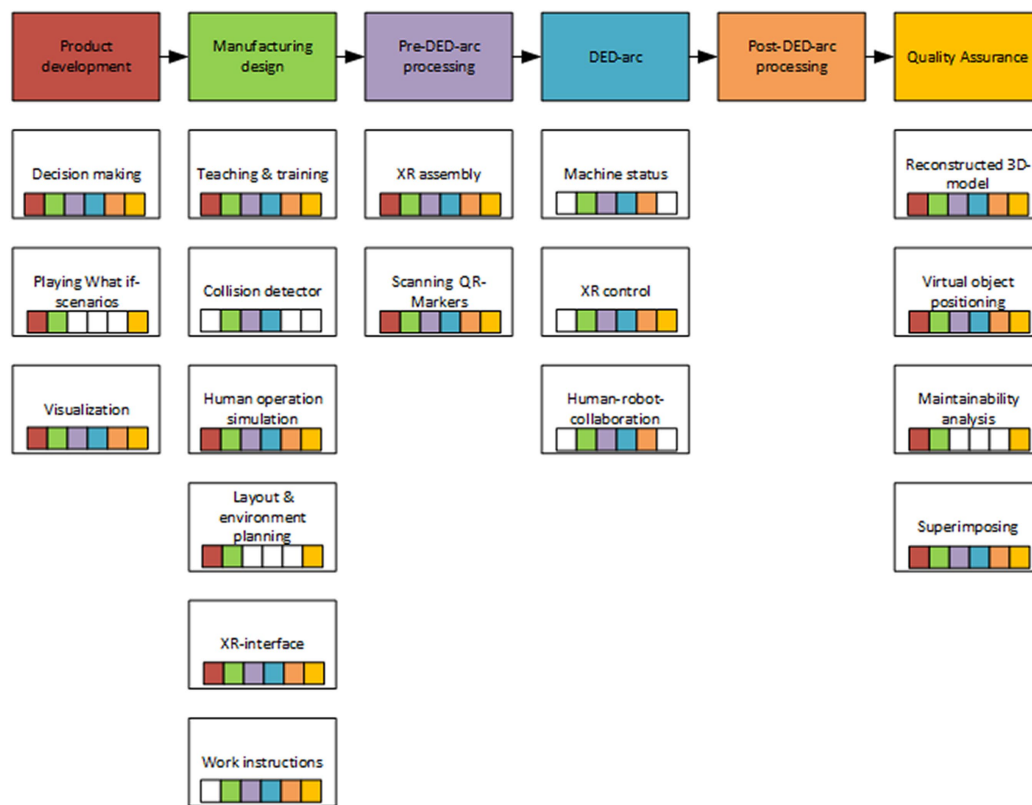 Product
development
Manufacturing
design
Pre-DED-arc
processing
DED-arc
Post-DED-arc
processing
Quality Assurance
Decision making
Teaching & training
XR assembly
Machine status
Reconstructed 3D-
model
Playing What if-
scenarios
Collision detector
Scanning QR-
Markers
XR control
Virtual object
positioning
Visualization
Human operation
simulation
Human-robot-
collaboration
Maintainability
analysis
Layout &
environment
planning
Superimposing
XR-interface
Work instructions